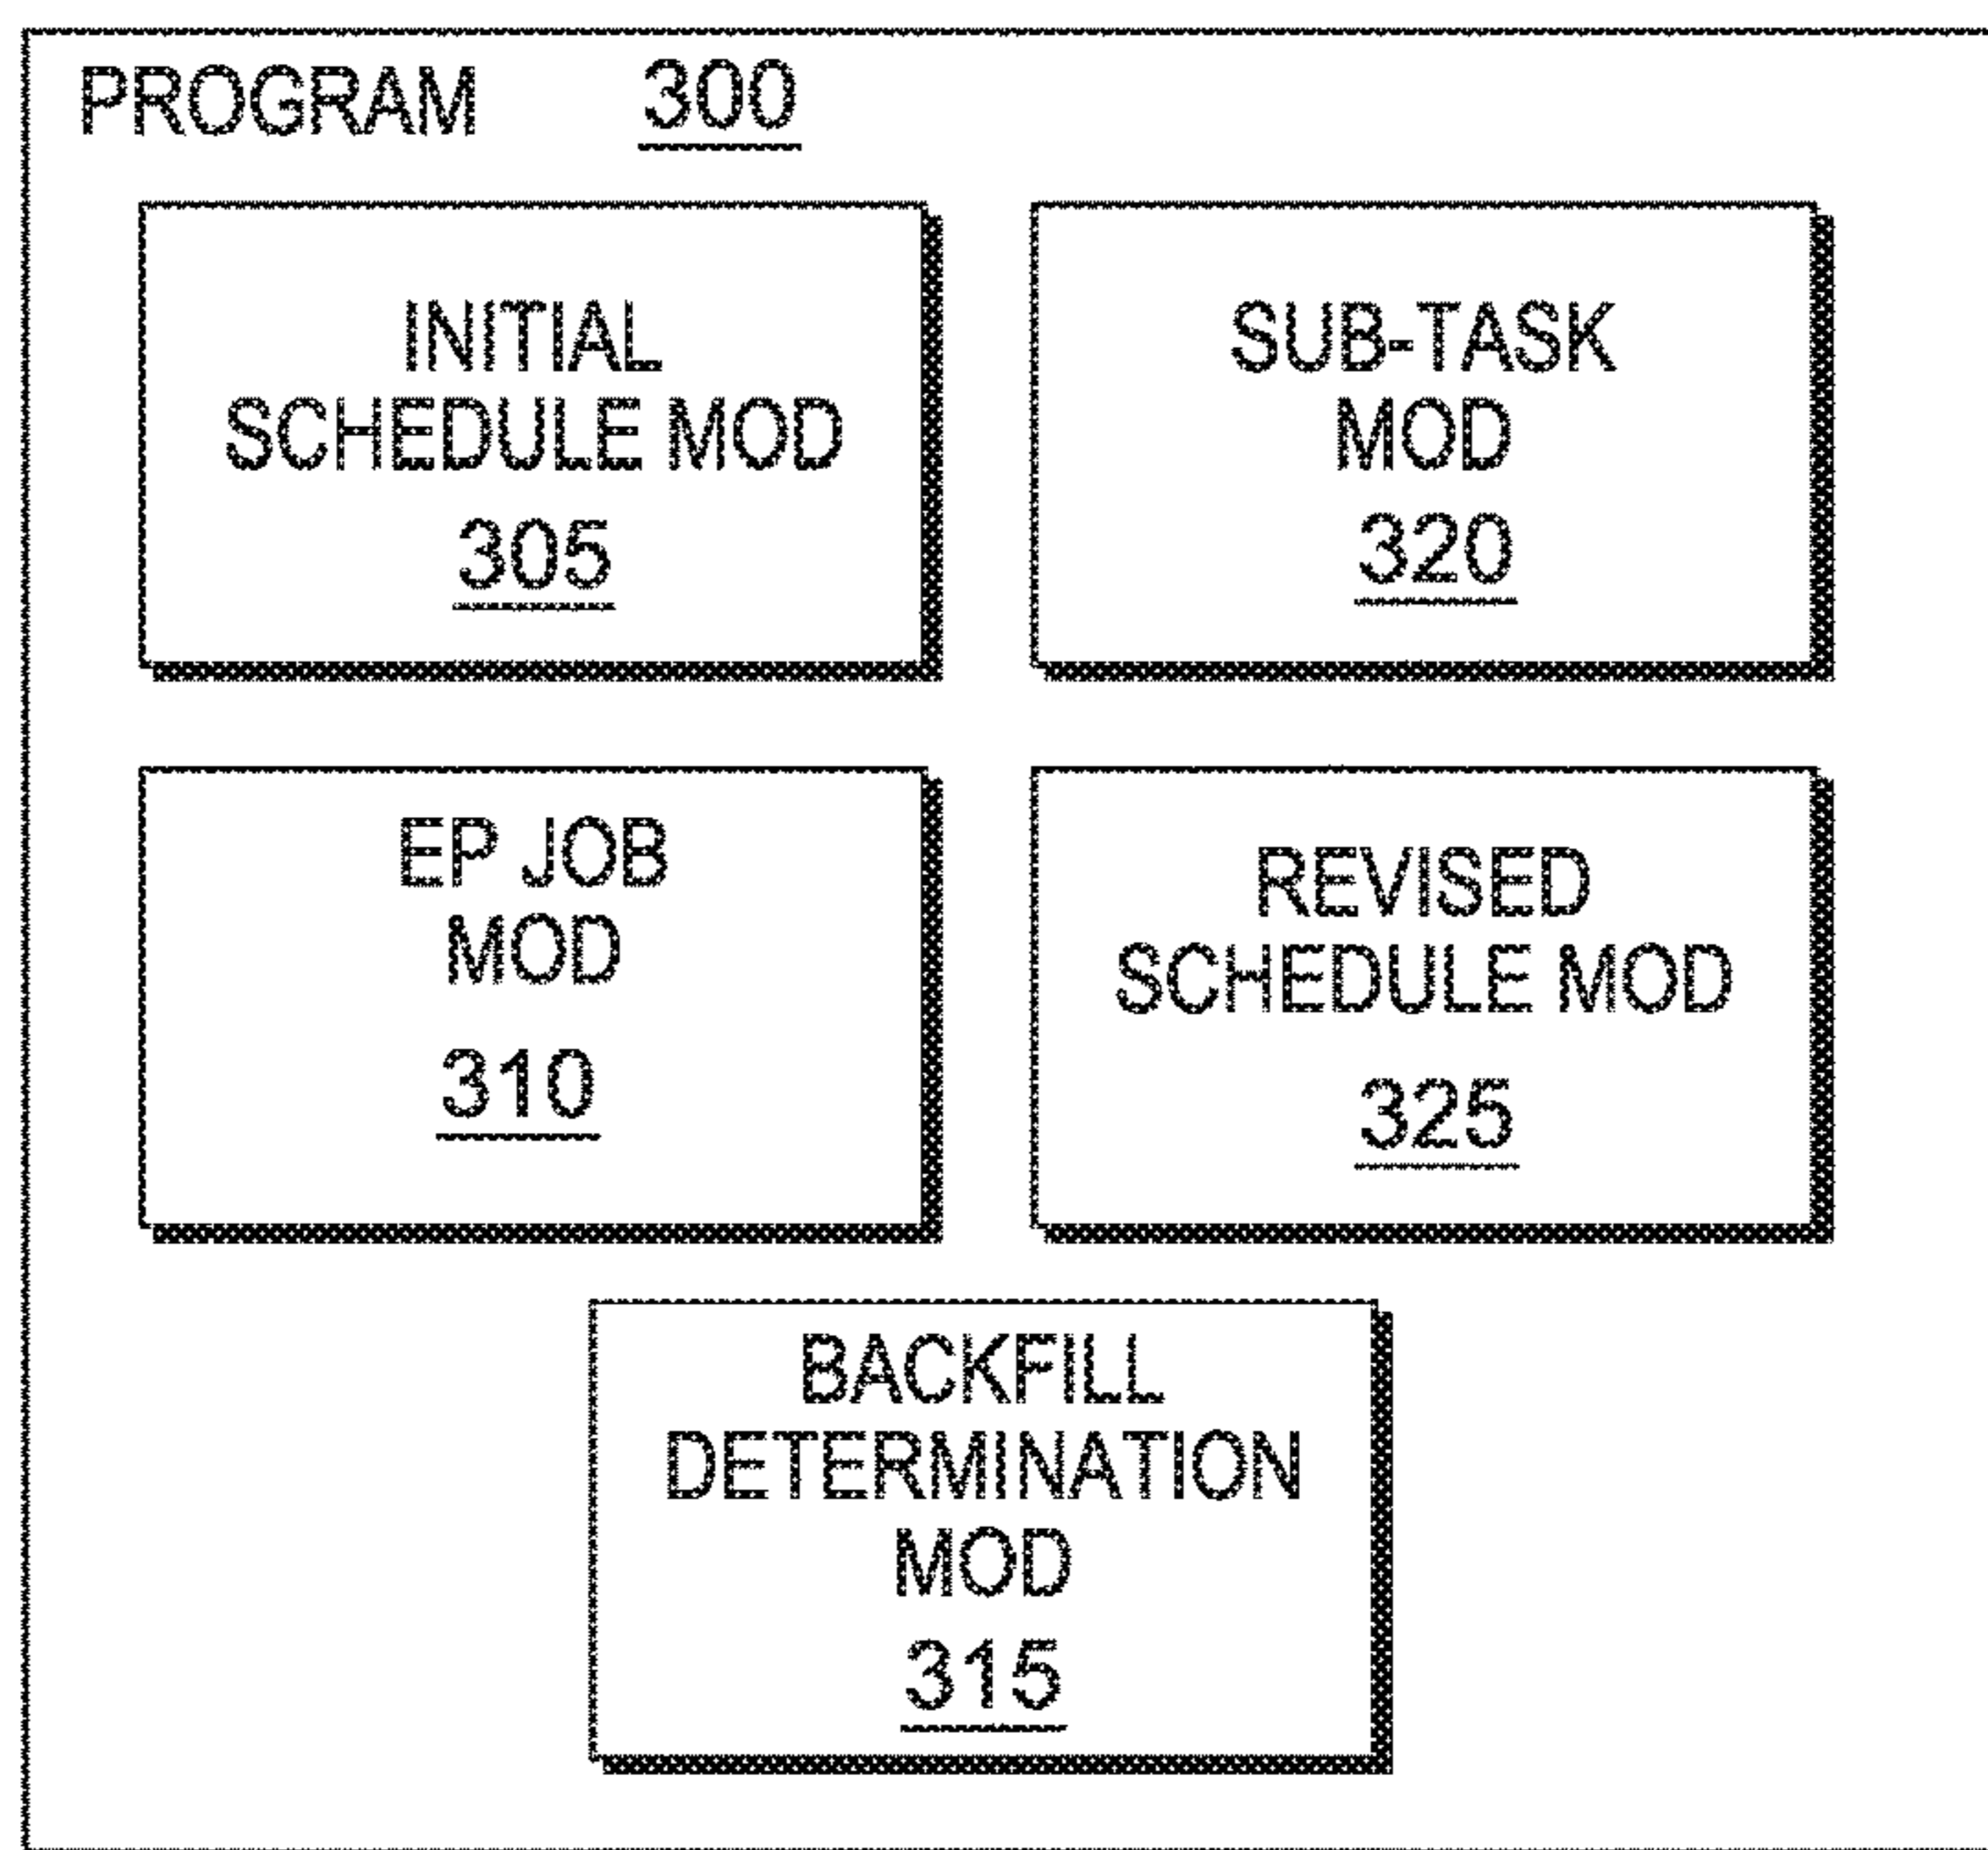 PROGRAM 300
INITIAL
SCHEDULE MOD
305
SUB-TASK
MOD
320
EP JOB
MOD
310
REVISED
SCHEDULE MOD
325
BACKFILL
DETERMINATION
MOD
315